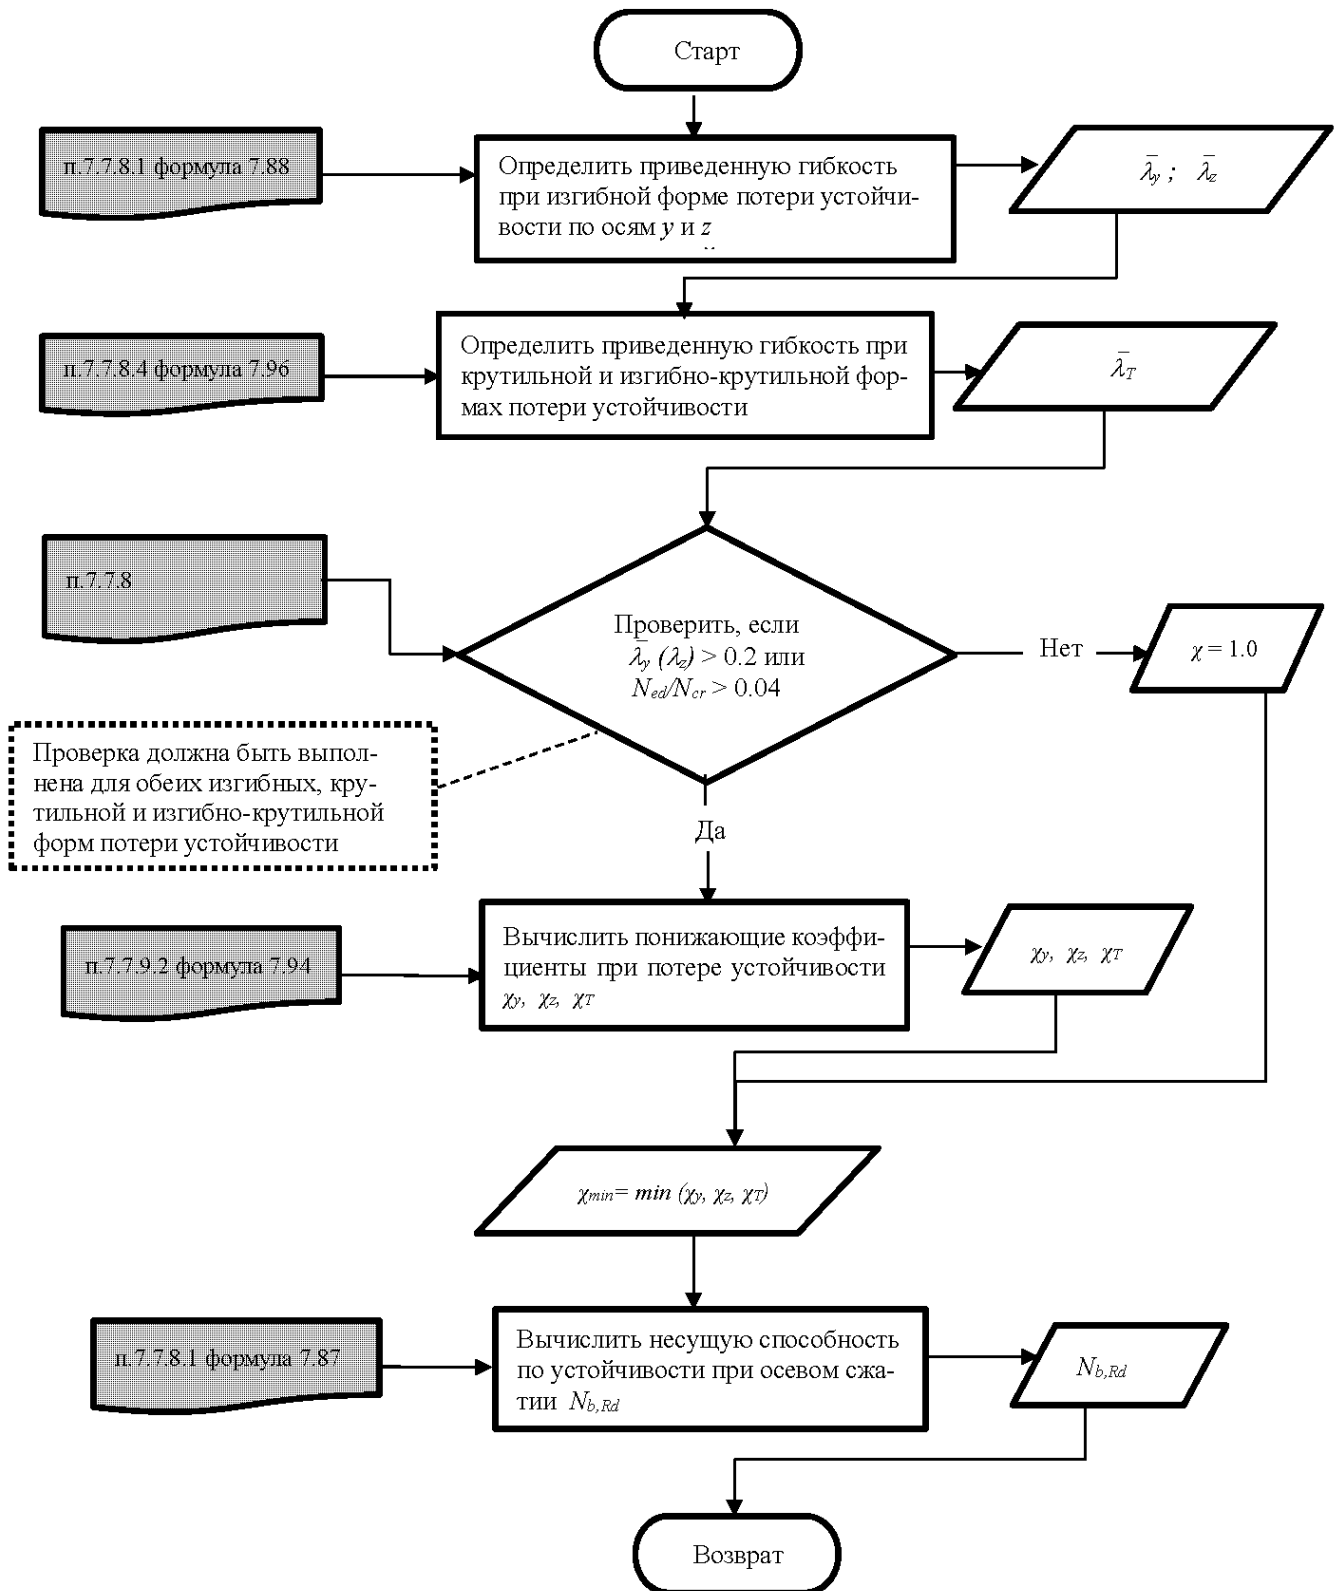 Старт
п.7.7.8.1 формула 7.88
Определить приведенную гибкость
при изгибной форме потери устойчи-
вости по осям y и z
λ̄y ; λ̄z
п.7.7.8.4 формула 7.96
Определить приведенную гибкость при
крутильной и изгибно-крутильной фор-
мах потери устойчивости
λ̄T
п.7.7.8
Проверить, если
λ̄y (λz) > 0.2 или
Ned/Ncr > 0.04
Нет
χ = 1.0
Проверка должна быть выпол-
нена для обеих изгибных, кру-
тильной и изгибно-крутильной
форм потери устойчивости
Да
п.7.7.9.2 формула 7.94
Вычислить понижающие коэффи-
циенты при потере устойчивости
χy, χz, χT
χy, χz, χT
χmin= min (χy, χz, χT)
п.7.7.8.1 формула 7.87
Вычислить несущую способность
по устойчивости при осевом сжа-
тии Nb,Rd
Nb,Rd
Возврат